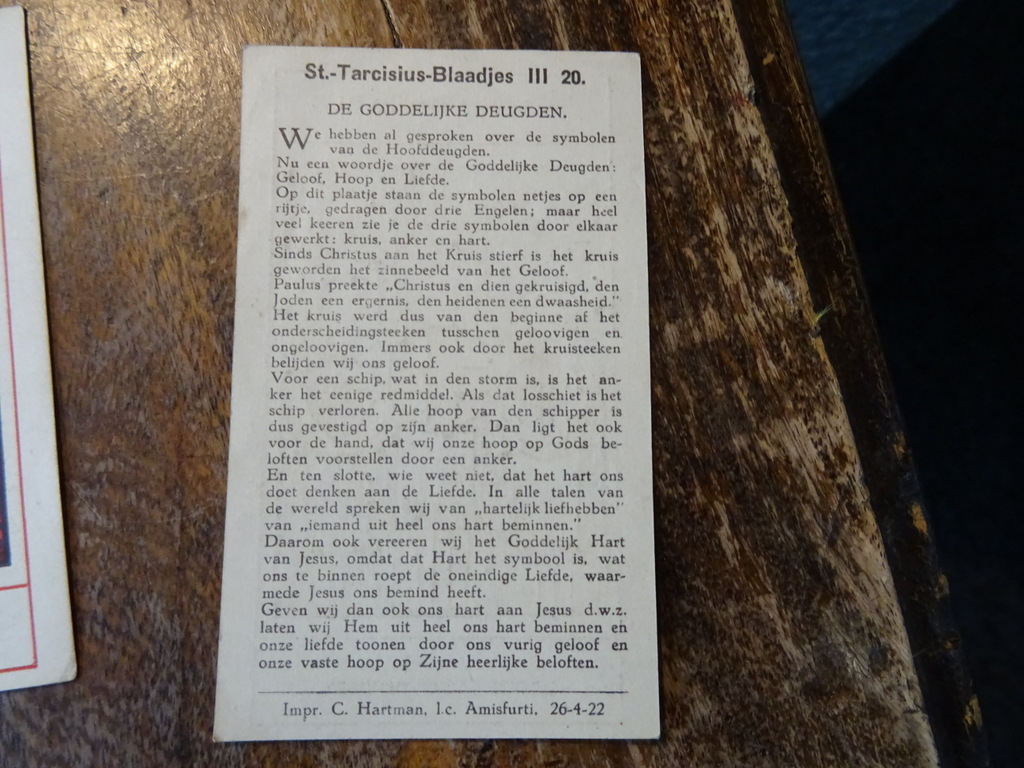 St.-Tarcisius-Blaadjes III 20.
DE GODDELIJKE DEUGDEN.
We hebben al gesproken over de symbolen
van de Hoofddeugden.
Nu een woordje over de Goddelijke Deugden:
Geloof, Hoop en Liefde.
Op dit plaatje staan de symbolen netjes op een
rijtje, gedragen door drie Engelen; maar heel
veel keeren zie je de drie symbolen door elkaar
gewerkt: kruis, anker en hart.
Sinds Christus aan het Kruis stierf is het kruis
geworden het zinnebeeld van het Geloof.
Paulus preekte „Christus en dien gekruisigd, den
Joden een ergernis, den heidenen een dwaasheid."
Het kruis werd dus van den beginne af het
onderscheidingsteeken tusschen geloovigen en
ongeloovigen. Immers ook door het kruisteeken
belijden wij ons geloof.
Voor een schip, wat in den storm is, is het an-
ker het eenige redmiddel. Als dat losschiet is het
schip verloren. Alle hoop van den schipper is
dus gevestigd op zijn anker. Dan ligt het ook
voor de hand, dat wij onze hoop op Gods be-
loften voorstellen door een anker.
En ten slotte, wie weet niet, dat het hart ons
doet denken aan de Liefde. In alle talen van
de wereld spreken wij van „hartelijk liefhebben"
van „iemand uit heel ons hart beminnen."
Daarom ook vereeren wij het Goddelijk Hart
van Jesus, omdat dat Hart het symbool is, wat
ons te binnen roept de oneindige Liefde, waar-
mede Jesus ons bemind heeft.
Geven wij dan ook ons hart aan Jesus d.w.z.
laten wij Hem uit heel ons hart beminnen en
onze liefde toonen door ons vurig geloof en
onze vaste hoop op Zijne heerlijke beloften.
Impr. C. Hartman, l.c. Amisfurti, 26-4-22